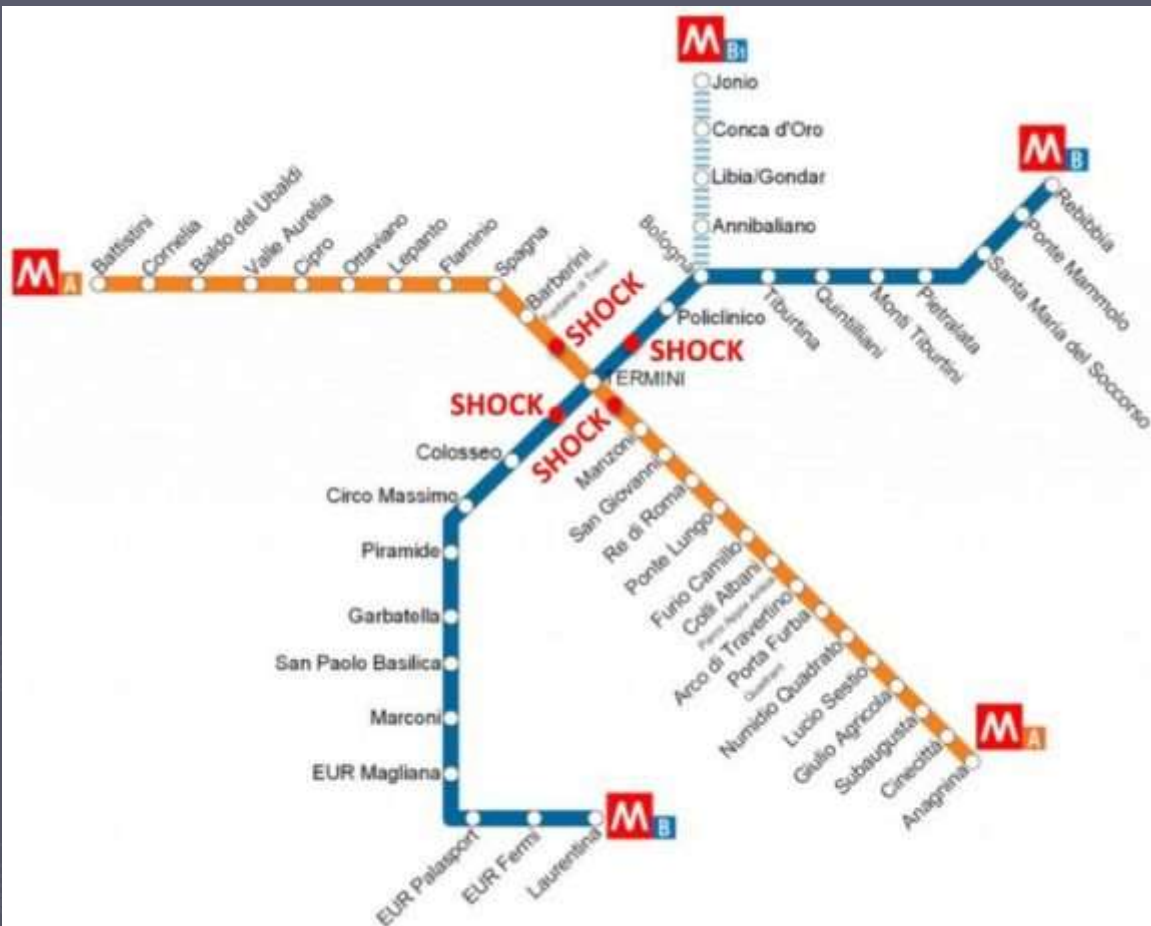 M B1
Jonio
Conca d'Oro
Libia/Gondar
Annibaliano
Bologna
M B
Rebibbia
Ponte Mammolo
Santa Maria del Soccorso
Pietralata
Monti Tiburtini
Quintiliani
Tiburtina
Policlinico
M A
Battistini
Cornelia
Baldo del Ubaldi
Valle Aurelia
Cipro
Ottaviano
Lepanto
Flaminio
Spagna
Barberini
SHOCK
SHOCK
TERMINI
SHOCK
SHOCK
Colosseo
Circo Massimo
Piramide
Garbatella
San Paolo Basilica
Marconi
EUR Magliana
EUR Palasport
EUR Fermi
Laurentina
M B
Manzoni
San Giovanni
Re di Roma
Ponte Lungo
Furio Camillo
Colli Albani
Arco di Travertino
Porta Furba
Numidio Quadrato
Lucio Sestio
Giulio Agricola
Subaugusta
Cinecittà
Anagnina
M A